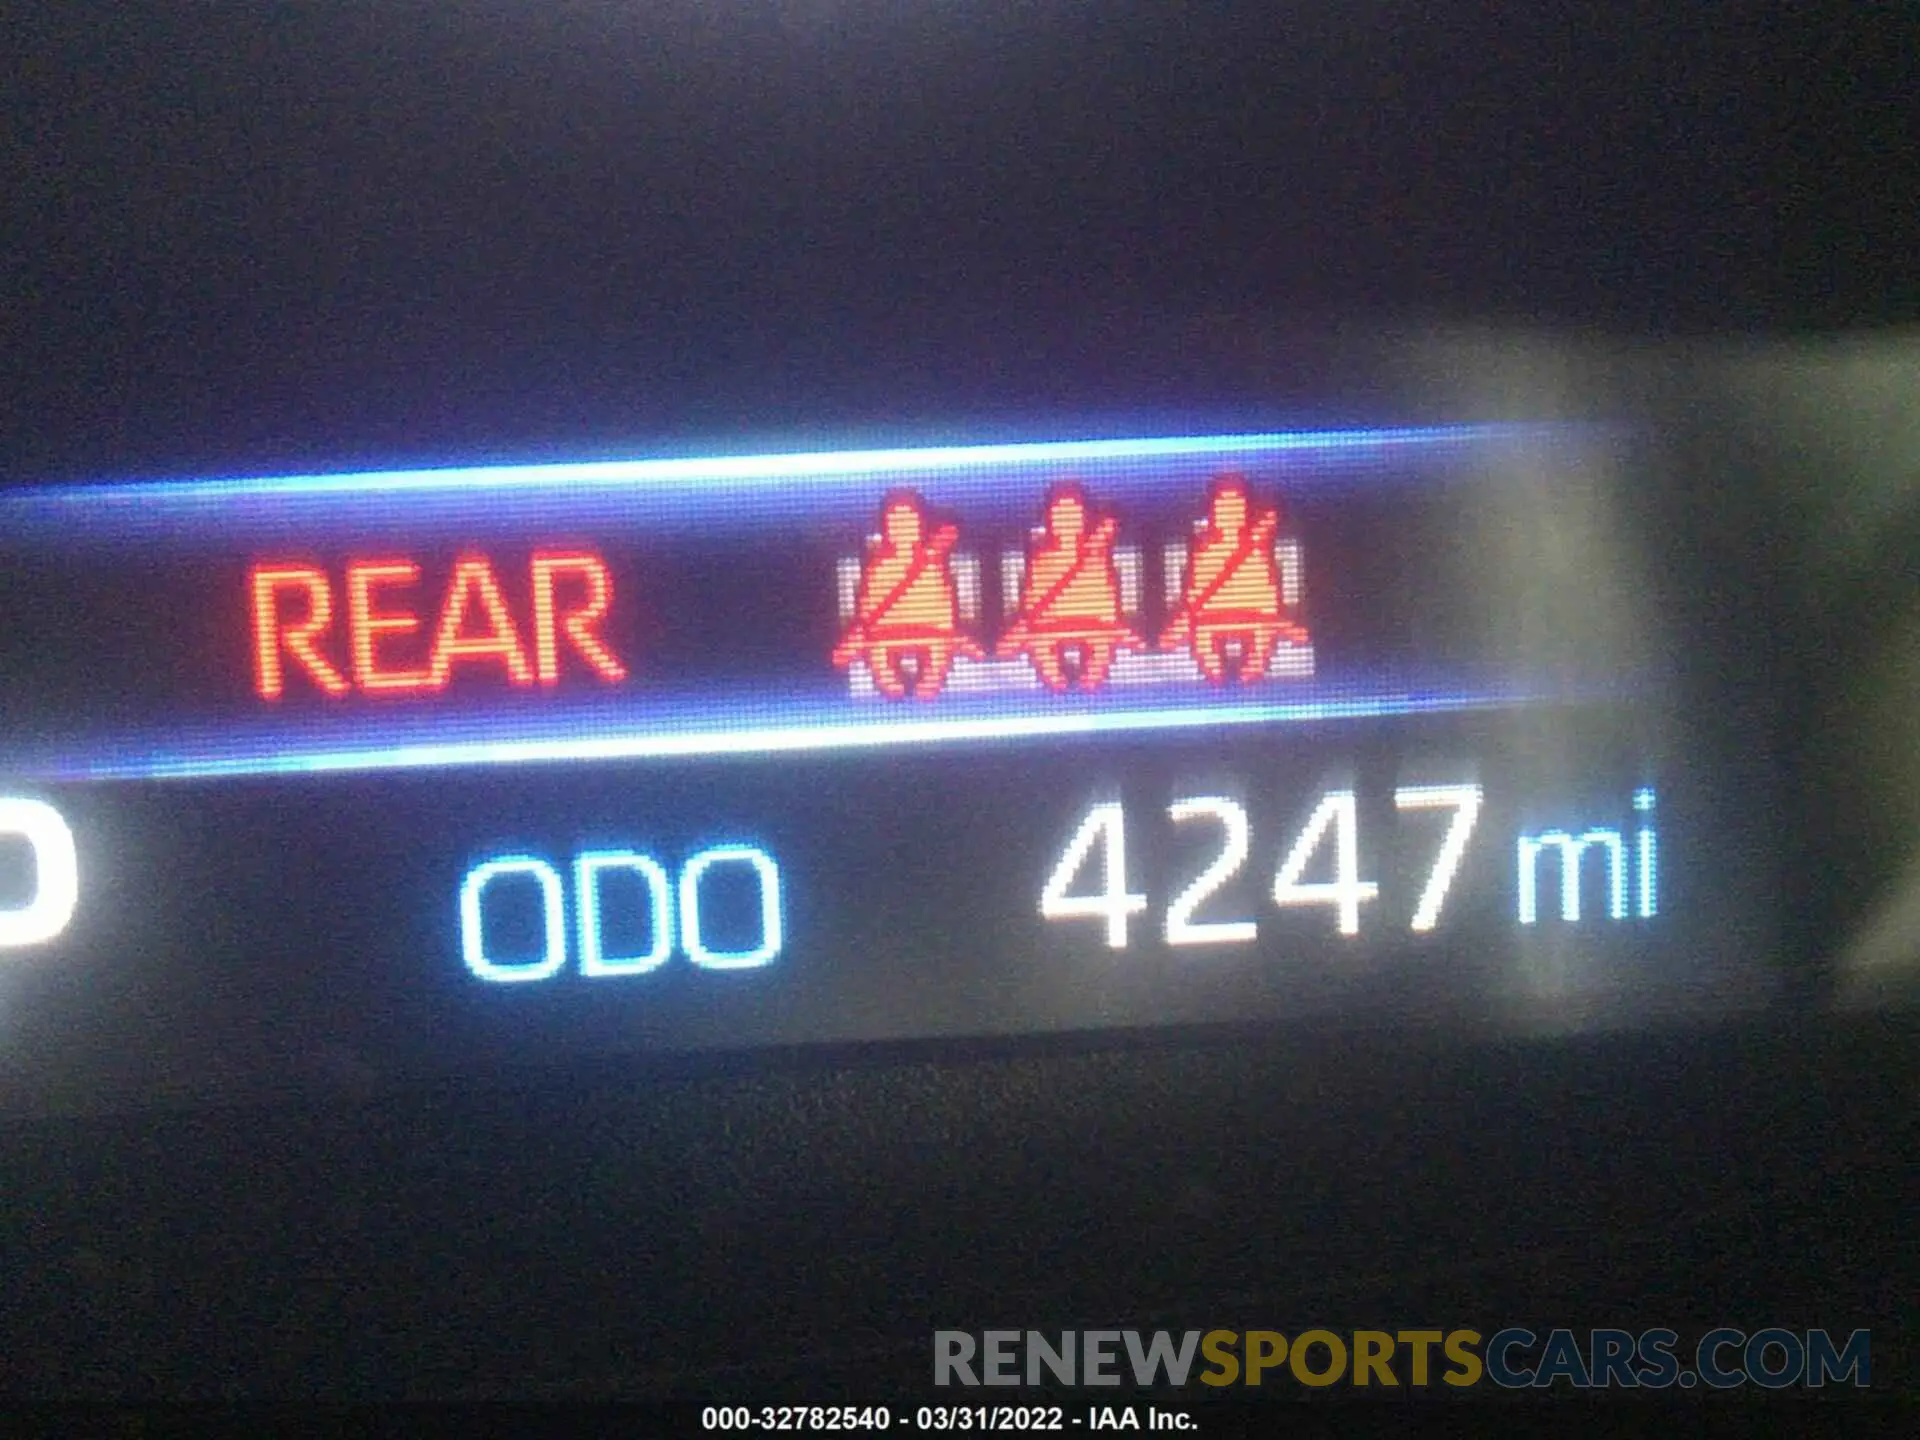 REAR
ODO 4247 mi
RENEWSPORTSCARS.COM
000-32782540 - 03/31/2022 - IAA Inc.